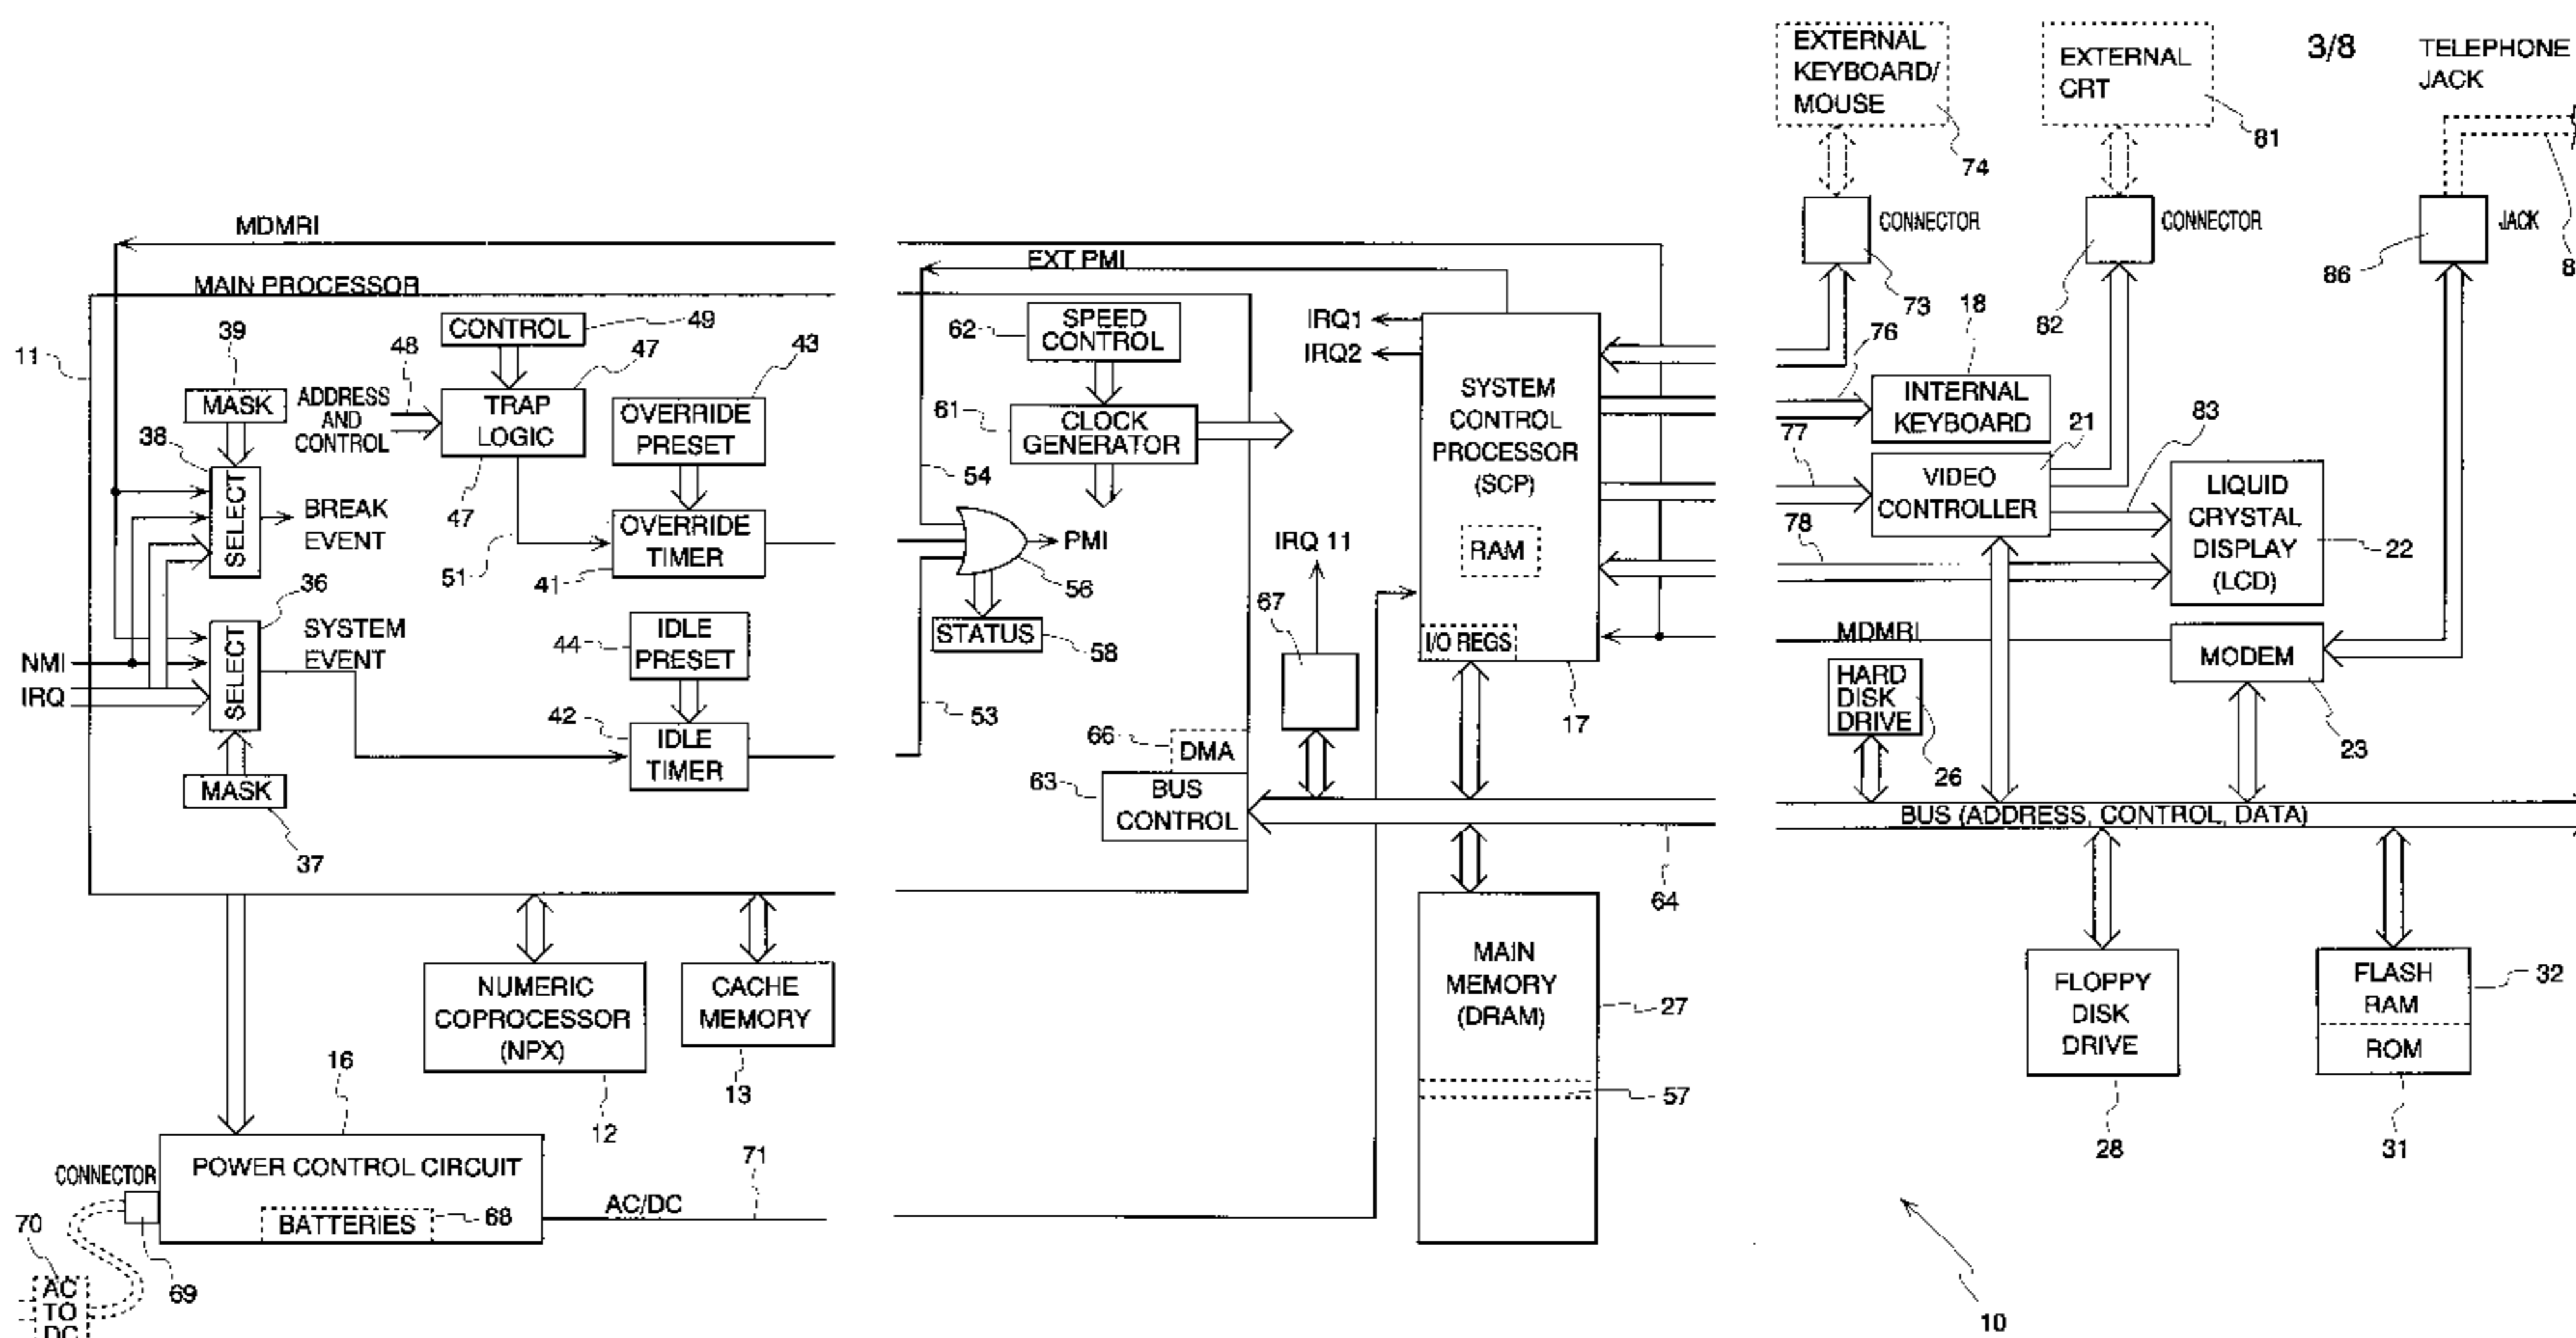 3/8
EXTERNAL
KEYBOARD/
MOUSE
74
EXTERNAL
CRT
81
TELEPHONE
JACK
CONNECTOR
73
CONNECTOR
82
JACK
86
MDMRI
EXT PMI
MAIN PROCESSOR
11
39
MASK
38
SELECT
BREAK
EVENT
48
ADDRESS
AND
CONTROL
CONTROL
49
47
TRAP
LOGIC
47
51
43
OVERRIDE
PRESET
OVERRIDE
TIMER
41
36
SELECT
SYSTEM
EVENT
NMI
IRQ
MASK
37
44
IDLE
PRESET
42
IDLE
TIMER
62
SPEED
CONTROL
61
CLOCK
GENERATOR
54
PMI
56
STATUS
58
53
66
DMA
63
BUS
CONTROL
IRQ1
IRQ2
IRQ 11
67
SYSTEM
CONTROL
PROCESSOR
(SCP)
RAM
I/O REGS
17
76
18
INTERNAL
KEYBOARD
77
21
VIDEO
CONTROLLER
83
78
LIQUID
CRYSTAL
DISPLAY
(LCD)
22
MDMRI
MODEM
23
HARD
DISK
DRIVE
26
BUS (ADDRESS, CONTROL, DATA)
64
MAIN
MEMORY
(DRAM)
27
57
FLOPPY
DISK
DRIVE
28
FLASH
RAM
32
ROM
31
NUMERIC
COPROCESSOR
(NPX)
12
CACHE
MEMORY
13
16
POWER CONTROL CIRCUIT
BATTERIES
68
CONNECTOR
69
70
AC
TO
DC
AC/DC
71
10